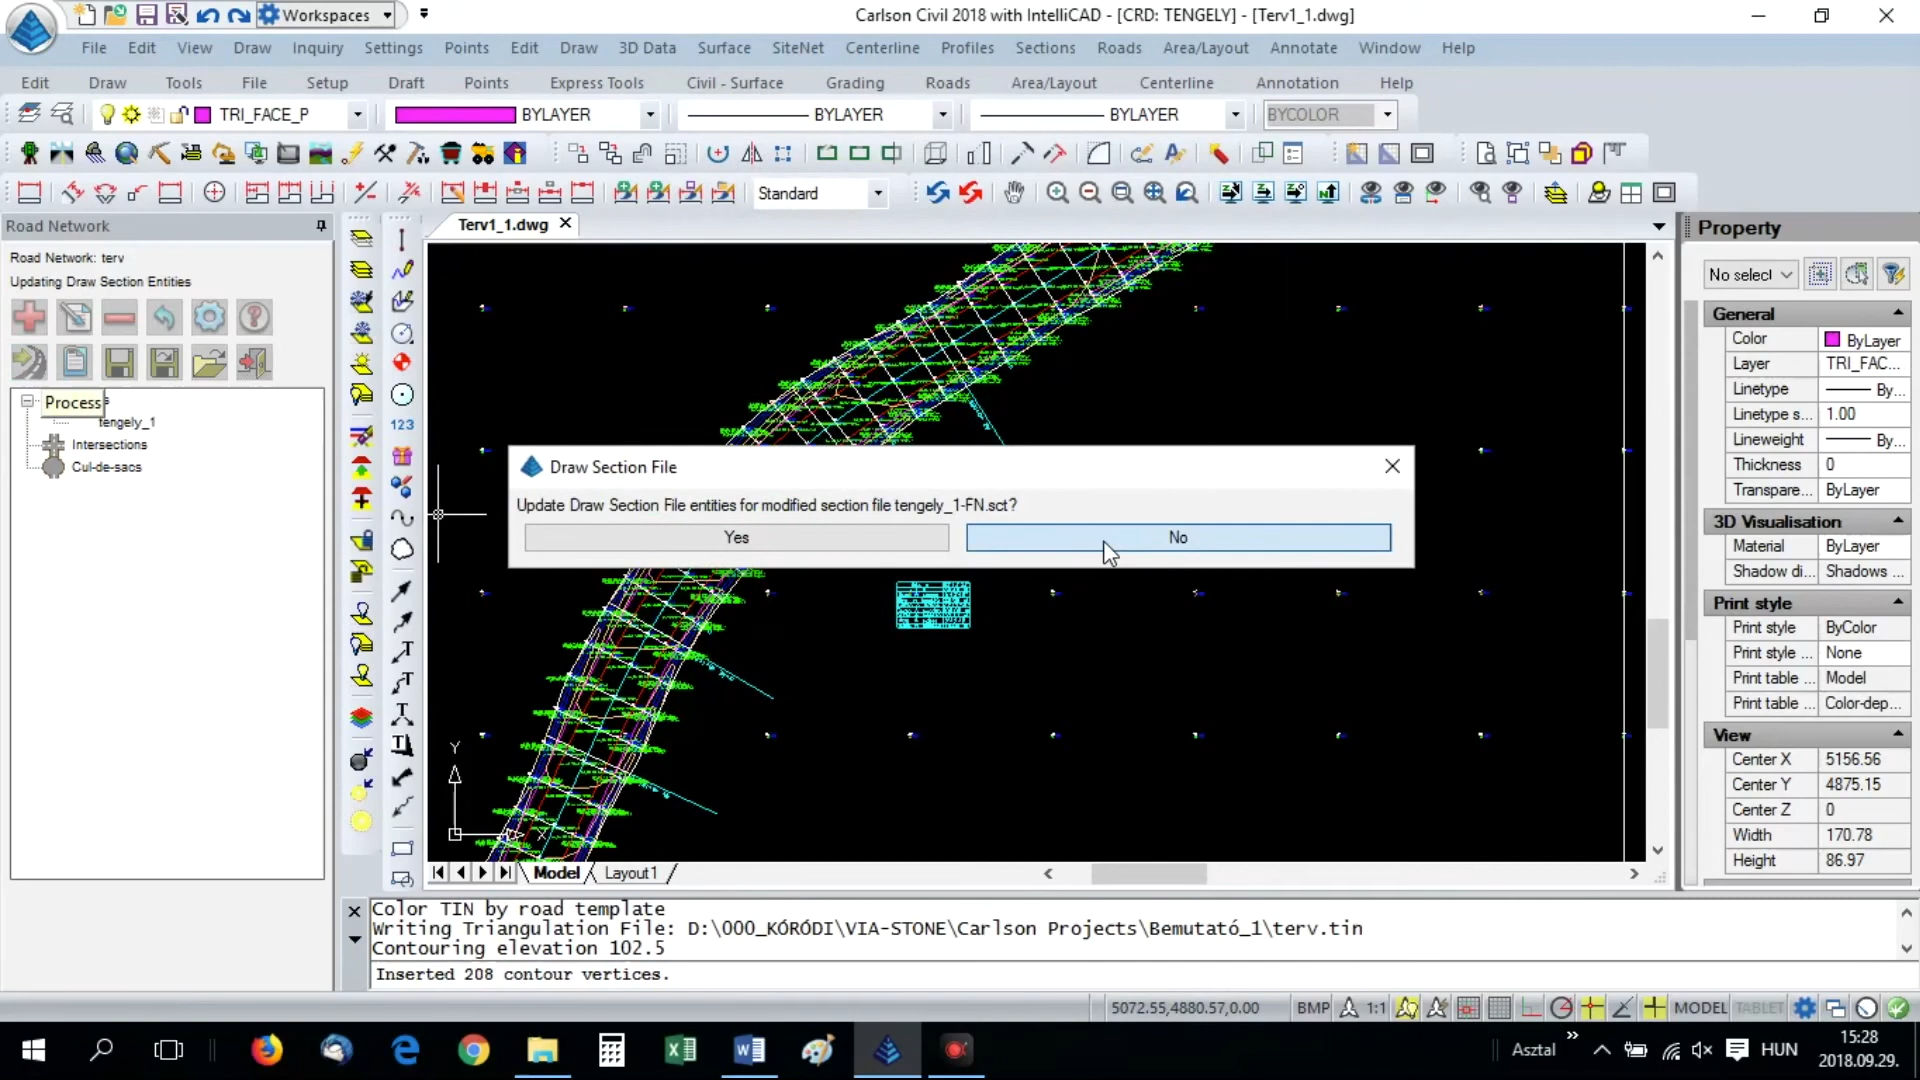 Workspaces
Carlson Civil 2018 with IntelliCAD - [CRD: TENGELY] - [Terv1_1.dwg]
File Edit View Draw Inquiry Settings Points Edit Draw 3D Data Surface SiteNet Centerline Profiles Sections Roads Area/Layout Annotate Window Help
Edit Draw Tools File Setup Draft Points Express Tools Civil - Surface Grading Roads Area/Layout Centerline Annotation Help
TRI_FACE_P BYLAYER BYLAYER BYLAYER BYCOLOR
Standard
Road Network
Terv1_1.dwg
Property
Road Network: terv
Updating Draw Section Entities
No selecl
General
Color ByLayer
Layer TRI_FAC...
Linetype By...
Linetype s... 1.00
Lineweight By...
Thickness 0
Transpare... ByLayer
3D Visualisation
Material ByLayer
Shadow di... Shadows ...
Print style
Print style ByColor
Print style ... None
Print table ... Model
Print table ... Color-dep...
View
Center X 5156.56
Center Y 4875.15
Center Z 0
Width 170.78
Height 86.97
Process
tengely_1
Intersections
Cul-de-sacs
123
Draw Section File
Update Draw Section File entities for modified section file tengely_1-FN.sct?
Yes No
Y
X
Model Layout1
Color TIN by road template
Writing Triangulation File: D:\000_KÓRÓDI\VIA-STONE\Carlson Projects\Bemutató_1\terv.tin
Contouring elevation 102.5
Inserted 208 contour vertices.
5072.55,4880.57,0.00 BMP 1:1 MODEL TABLET
Asztal HUN
15:28
2018.09.29.